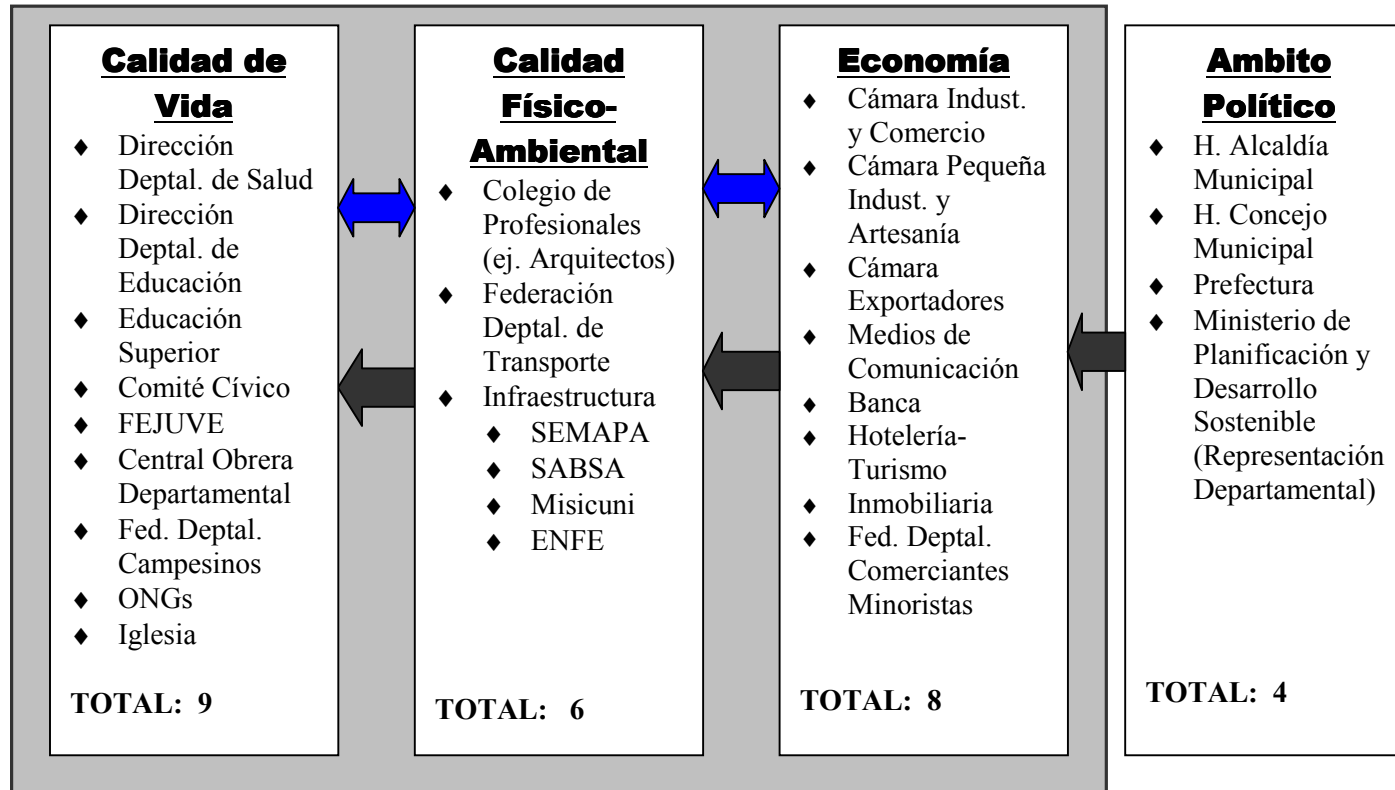 Calidad de
Vida
♦ Dirección
Deptal. de Salud
♦ Dirección
Deptal. de
Educación
♦ Educación
Superior
♦ Comité Cívico
♦ FEJUVE
♦ Central Obrera
Departamental
♦ Fed. Deptal.
Campesinos
♦ ONGs
♦ Iglesia
TOTAL: 9
Calidad
Físico-
Ambiental
♦ Colegio de
Profesionales
(ej. Arquitectos)
♦ Federación
Deptal. de
Transporte
♦ Infraestructura
♦ SEMAPA
♦ SABSA
♦ Misicuni
♦ ENFE
TOTAL: 6
Economía
♦ Cámara Indust.
y Comercio
♦ Cámara Pequeña
Indust. y
Artesanía
♦ Cámara
Exportadores
♦ Medios de
Comunicación
♦ Banca
♦ Hotelería-
Turismo
♦ Inmobiliaria
♦ Fed. Deptal.
Comerciantes
Minoristas
TOTAL: 8
Ambito
Político
♦ H. Alcaldía
Municipal
♦ H. Concejo
Municipal
♦ Prefectura
♦ Ministerio de
Planificación y
Desarrollo
Sostenible
(Representación
Departamental)
TOTAL: 4